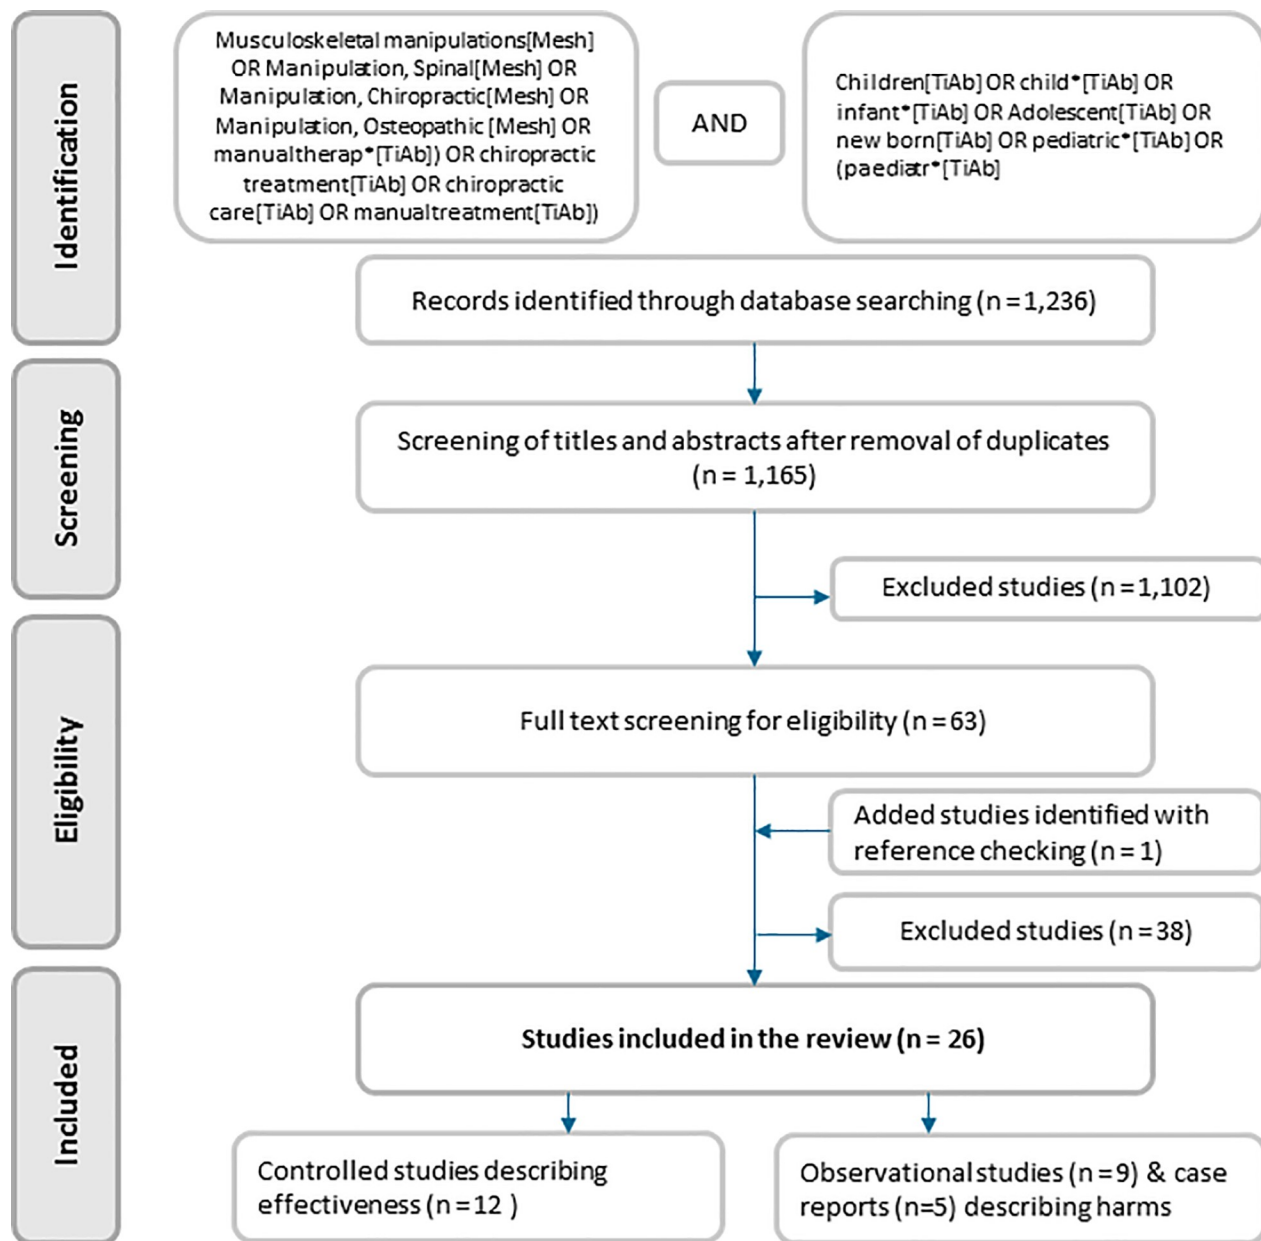 Identification
Musculoskeletal manipulations[Mesh]
OR Manipulation, Spinal[Mesh] OR
Manipulation, Chiropractic[Mesh] OR
Manipulation, Osteopathic [Mesh] OR
manualtherap*[TiAb]) OR chiropractic
treatment[TiAb] OR chiropractic
care[TiAb] OR manualtreatment[TiAb])
AND
Children[TiAb] OR child*[TiAb] OR
infant*[TiAb] OR Adolescent[TiAb] OR
new born[TiAb] OR pediatric*[TiAb] OR
(paediatr*[TiAb]
Records identified through database searching (n = 1,236)
Screening
Screening of titles and abstracts after removal of duplicates
(n = 1,165)
Excluded studies (n = 1,102)
Eligibility
Full text screening for eligibility (n = 63)
Added studies identified with
reference checking (n = 1)
Excluded studies (n = 38)
Included
Studies included in the review (n = 26)
Controlled studies describing
effectiveness (n = 12 )
Observational studies (n = 9) & case
reports (n=5) describing harms